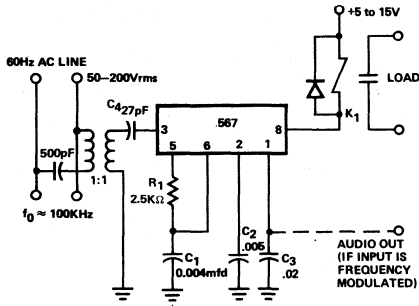 +5 to 15V
60Hz AC LINE
50–200Vrms
C4 27pF
LOAD
3
.567
8
K1
500pF
5
6
2
1
1:1
R1
2.5KΩ
f0 ≈ 100KHz
C1
0.004mfd
C2
.005
C3
.02
AUDIO OUT
(IF INPUT IS
FREQUENCY
MODULATED)